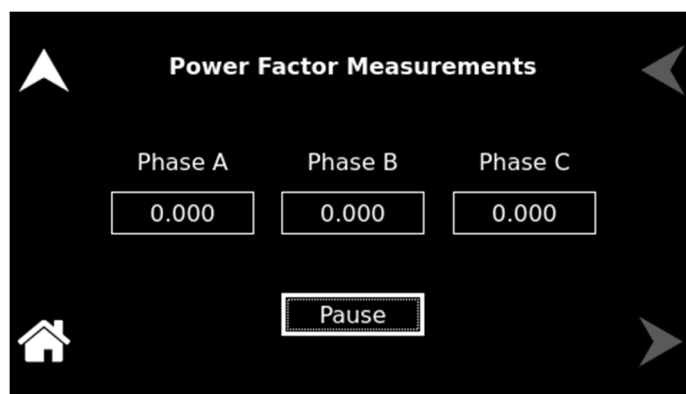 Power Factor Measurements
Phase A Phase B Phase C
0.000 0.000 0.000
Pause